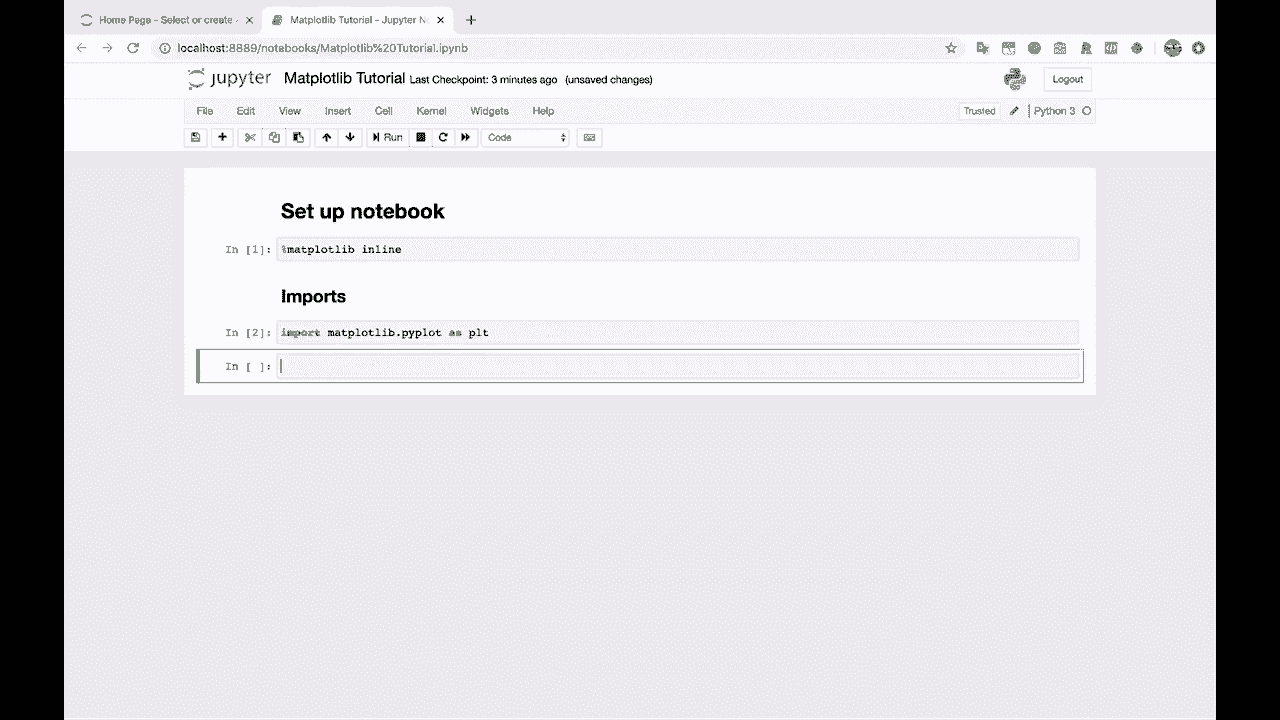 Home Page - Select or create
Matplotlib Tutorial - Jupyter No
localhost:8889/notebooks/Matplotlib%20Tutorial.ipynb
jupyter Matplotlib Tutorial Last Checkpoint: 3 minutes ago (unsaved changes) Logout
File Edit View Insert Cell Kernel Widgets Help Trusted Python 3
Run Code
Set up notebook
In [1]: %matplotlib inline
Imports
In [2]: import matplotlib.pyplot as plt
In [ ]: